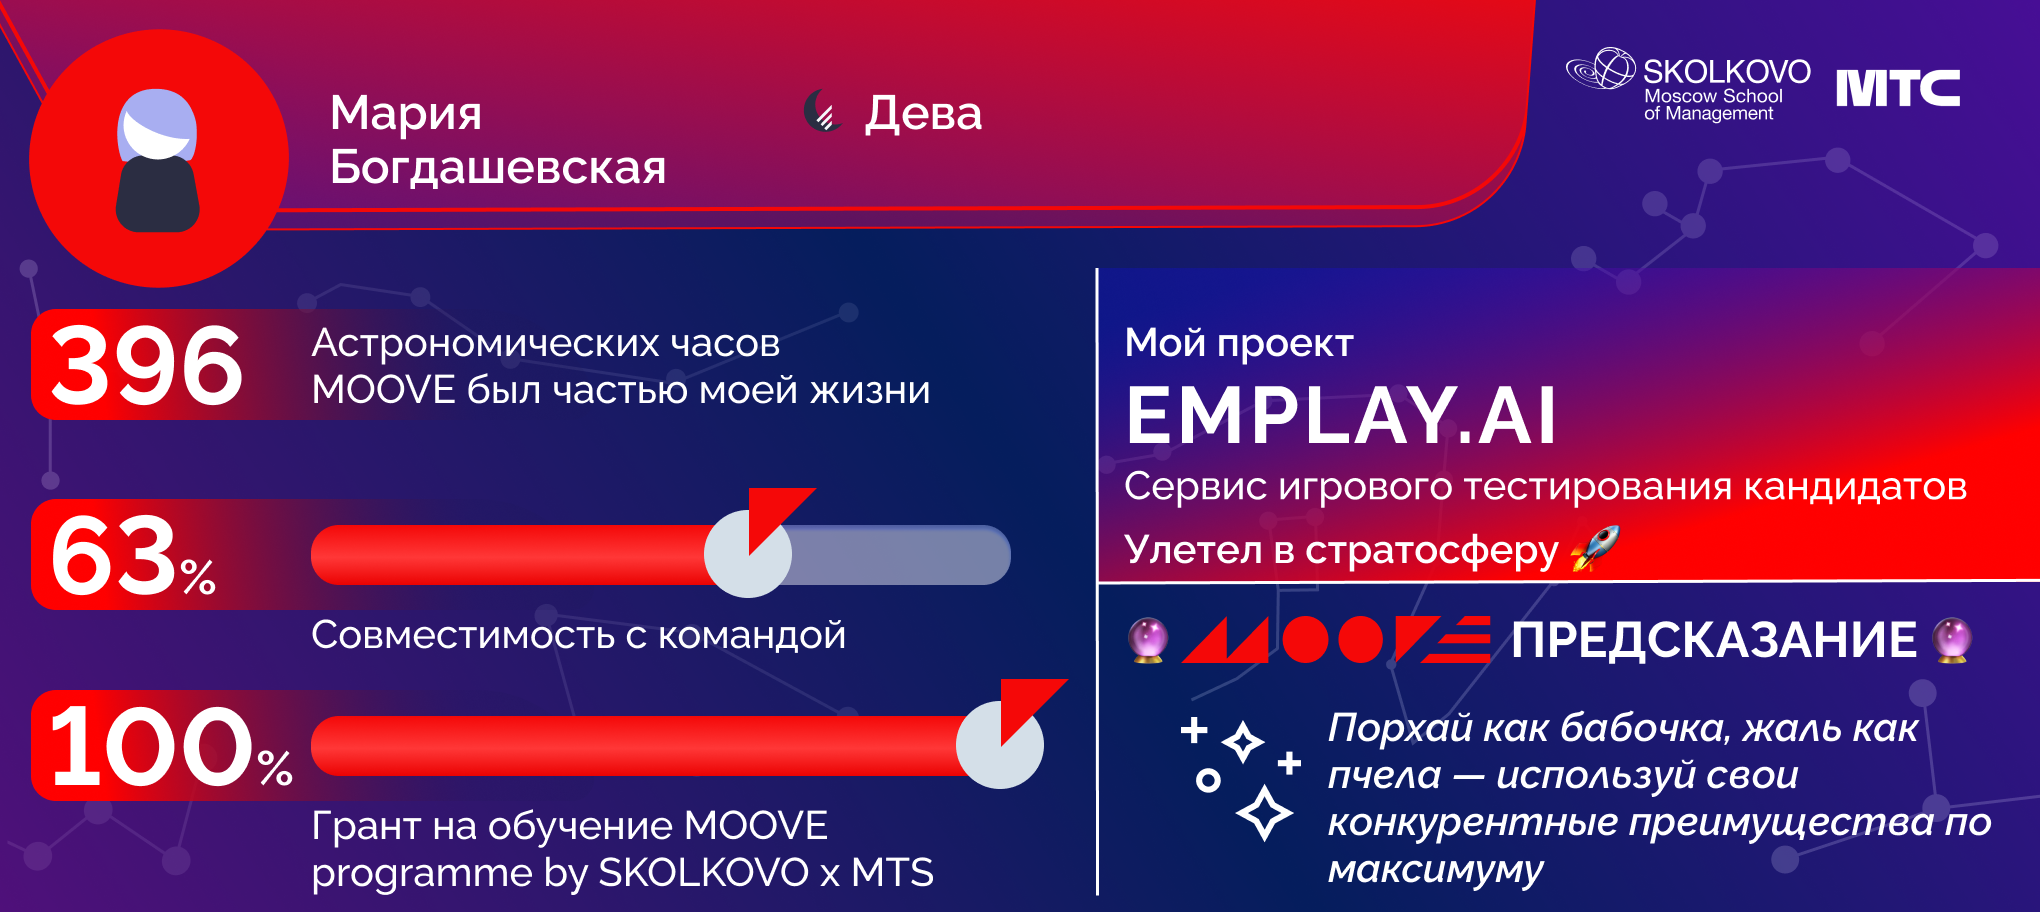 Мария
Богдашевская
Дева
SKOLKOVO
Moscow School
of Management
МТС
396
Астрономических часов
MOOVE был частью моей жизни
63%
Совместимость с командой
100%
Грант на обучение MOOVE
programme by SKOLKOVO x MTS
Мой проект
EMPLAY.AI
Сервис игрового тестирования кандидатов
Улетел в стратосферу 🚀
🔮 MOOVE ПРЕДСКАЗАНИЕ 🔮
Порхай как бабочка, жаль как
пчела — используй свои
конкурентные преимущества по
максимуму